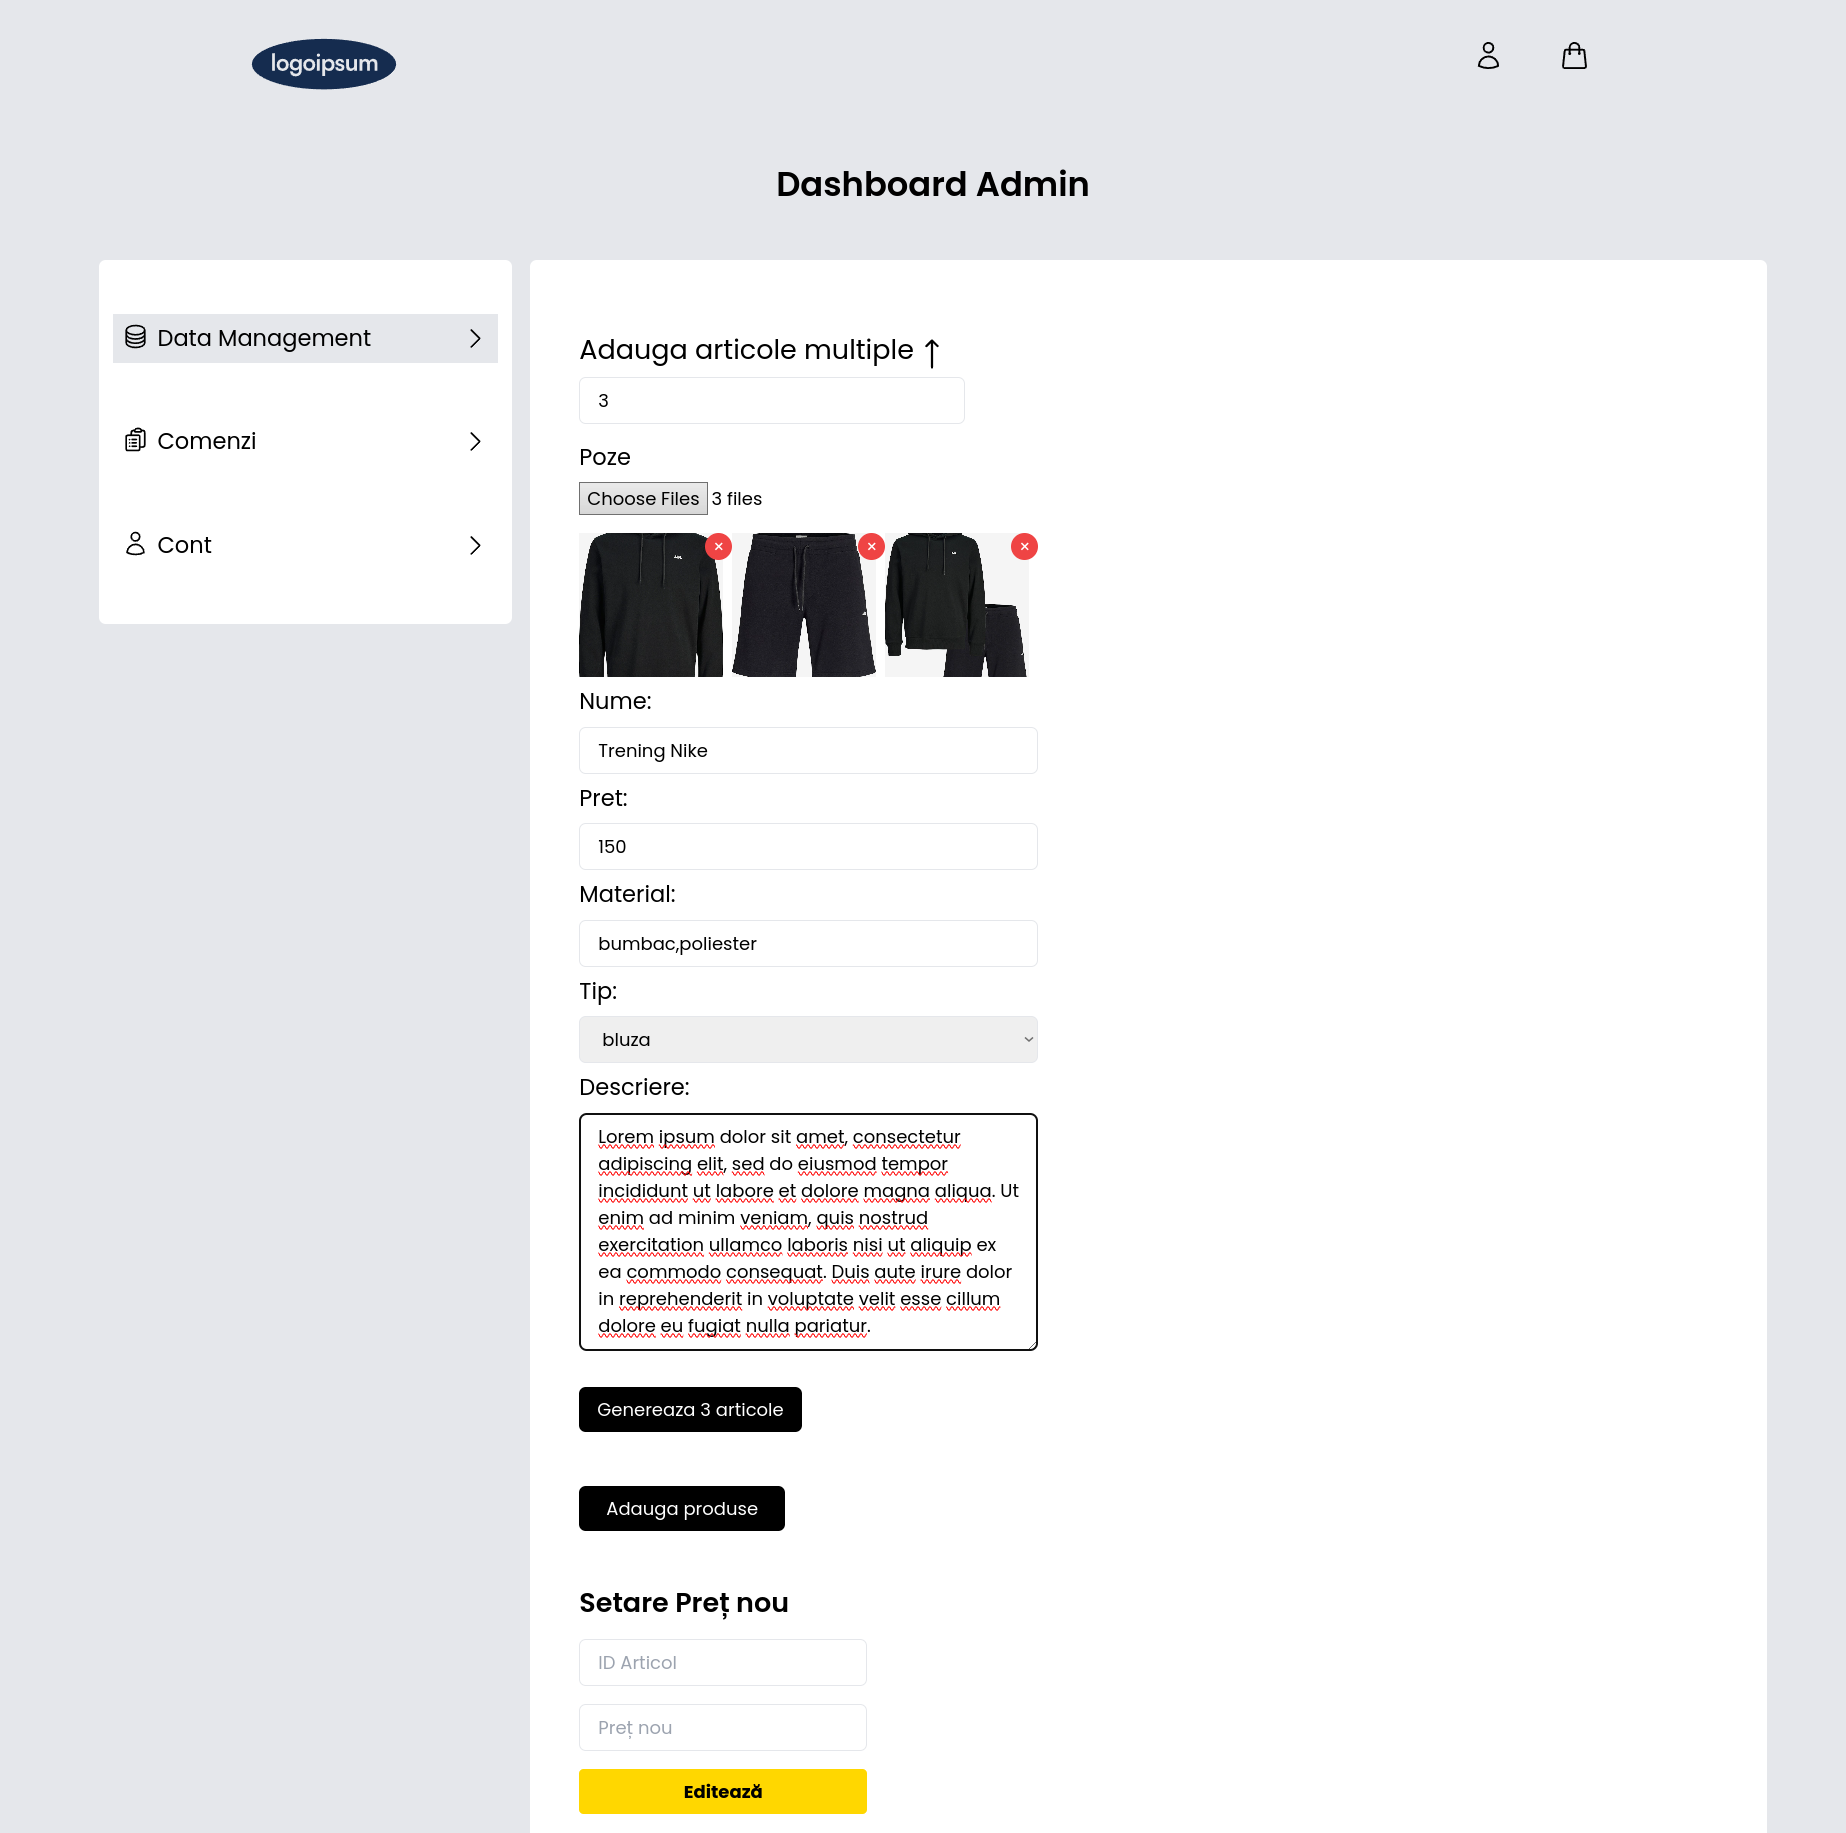 logoipsum
Dashboard Admin
Data Management
Comenzi
Cont
Adauga articole multiple ↑
3
Poze
Choose Files 3 files
Nume:
Trening Nike
Pret:
150
Material:
bumbac,poliester
Tip:
bluza
Descriere:
Lorem ipsum dolor sit amet, consectetur
adipiscing elit, sed do eiusmod tempor
incididunt ut labore et dolore magna aliqua. Ut
enim ad minim veniam, quis nostrud
exercitation ullamco laboris nisi ut aliquip ex
ea commodo consequat. Duis aute irure dolor
in reprehenderit in voluptate velit esse cillum
dolore eu fugiat nulla pariatur.
Genereaza 3 articole
Adauga produse
Setare Preț nou
ID Articol
Preț nou
Editează